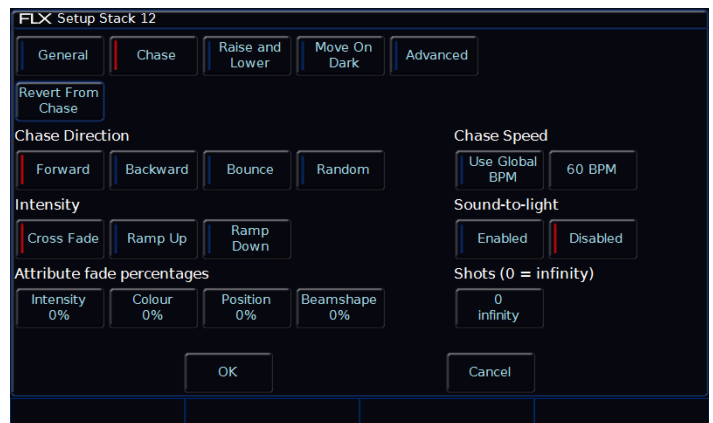 FLX Setup Stack 12
General
Chase
Raise and
Lower
Move On
Dark
Advanced
Revert From
Chase
Chase Direction
Forward
Backward
Bounce
Random
Chase Speed
Use Global
BPM
60 BPM
Intensity
Cross Fade
Ramp Up
Ramp
Down
Sound-to-light
Enabled
Disabled
Attribute fade percentages
Intensity
0%
Colour
0%
Position
0%
Beamshape
0%
Shots (0 = infinity)
0
infinity
OK
Cancel